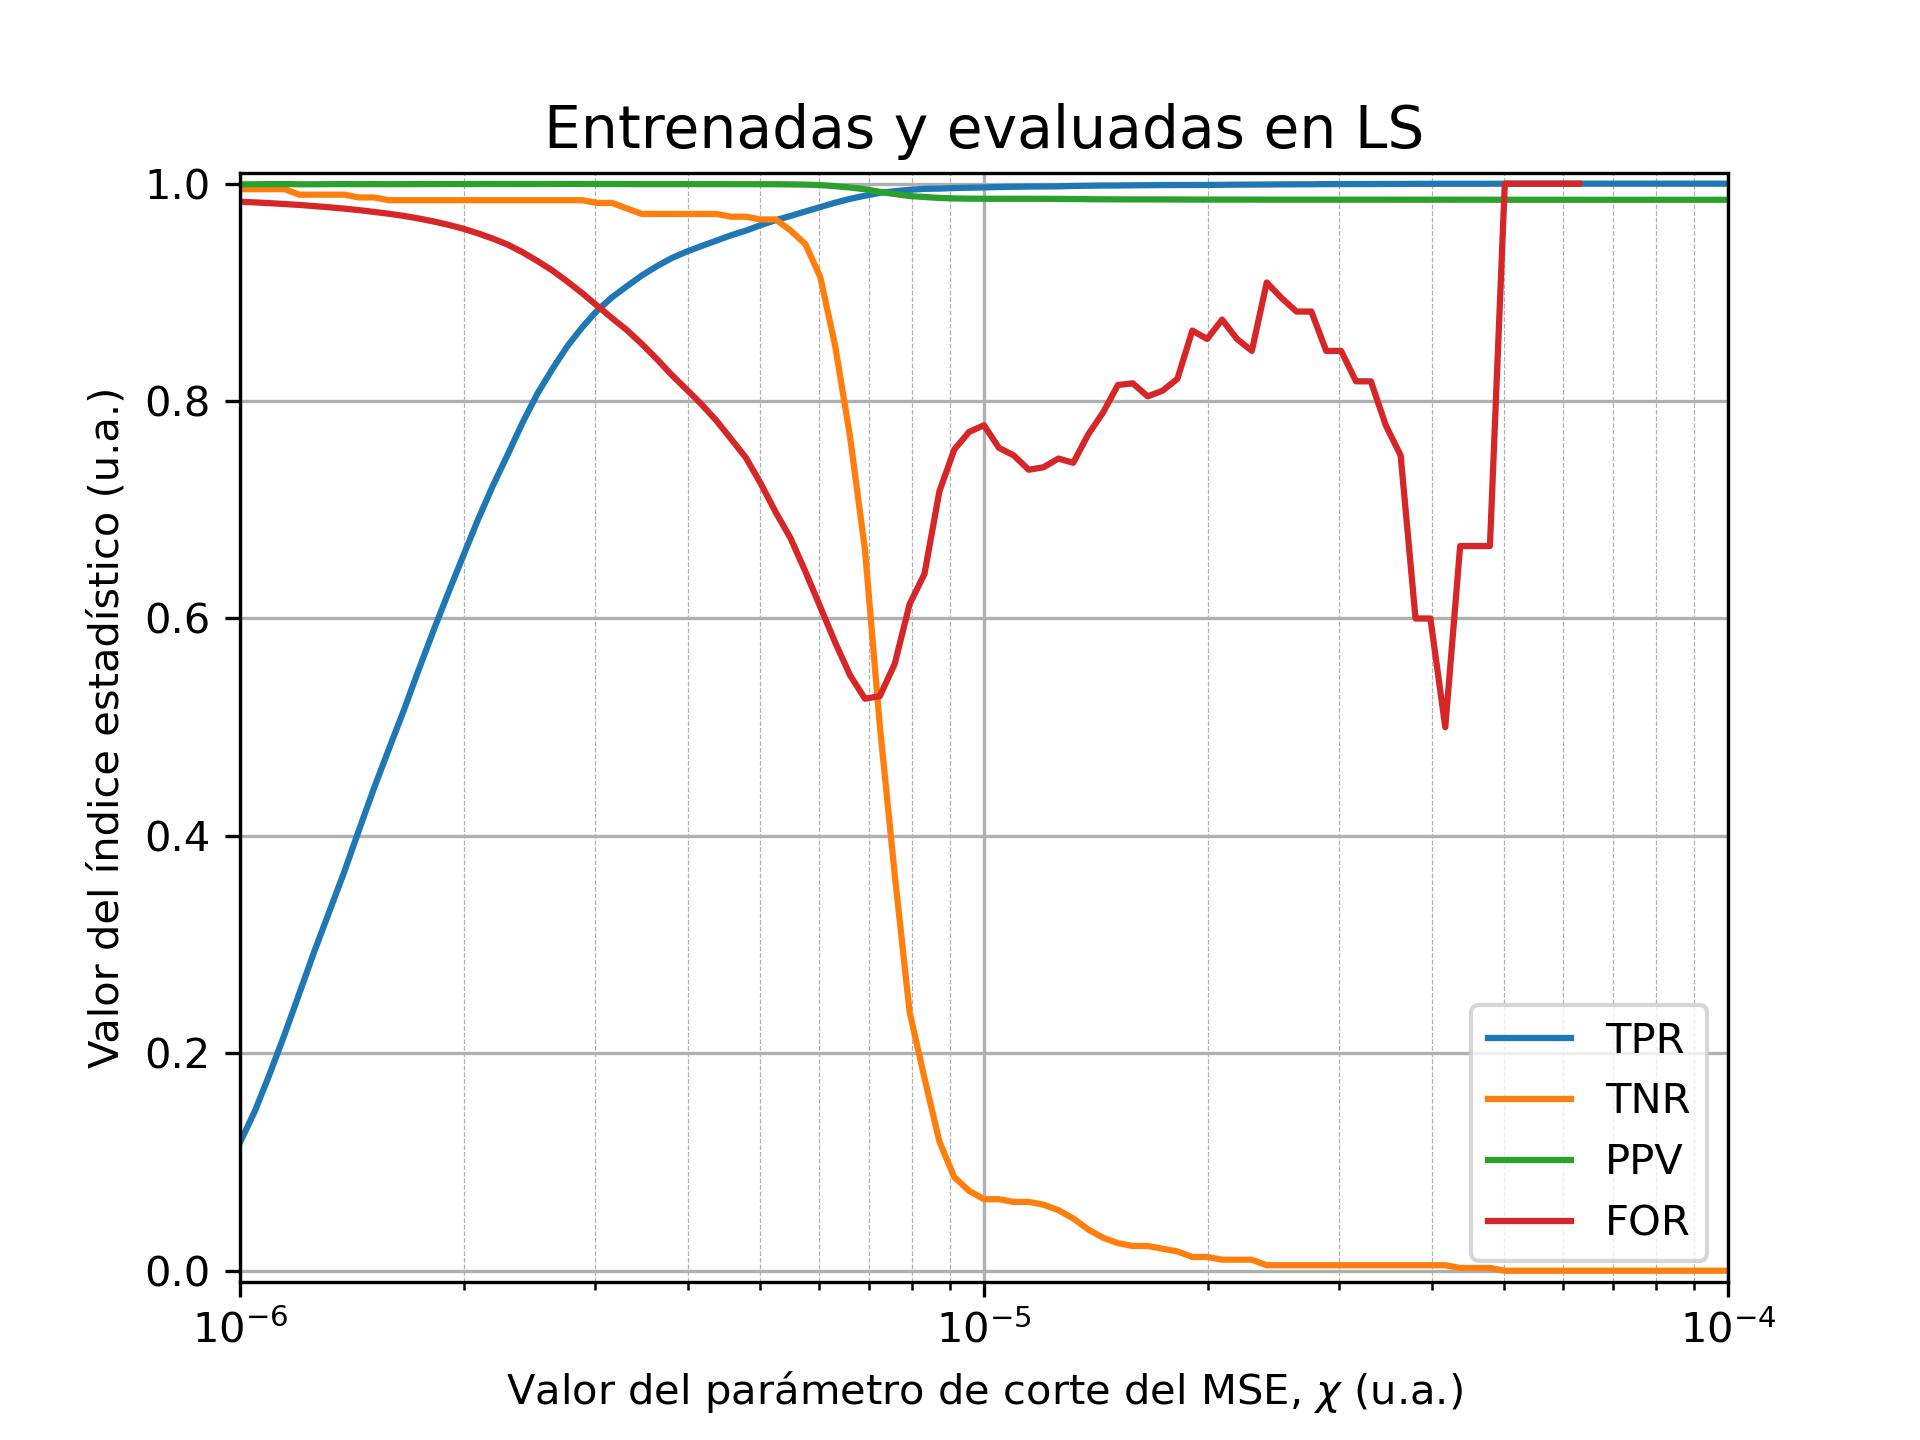 Entrenadas y evaluadas en LS
Valor del índice estadístico (u.a.)
1.0
0.8
0.6
0.4
0.2
0.0
10⁻⁶
10⁻⁵
10⁻⁴
Valor del parámetro de corte del MSE, χ (u.a.)
TPR
TNR
PPV
FOR